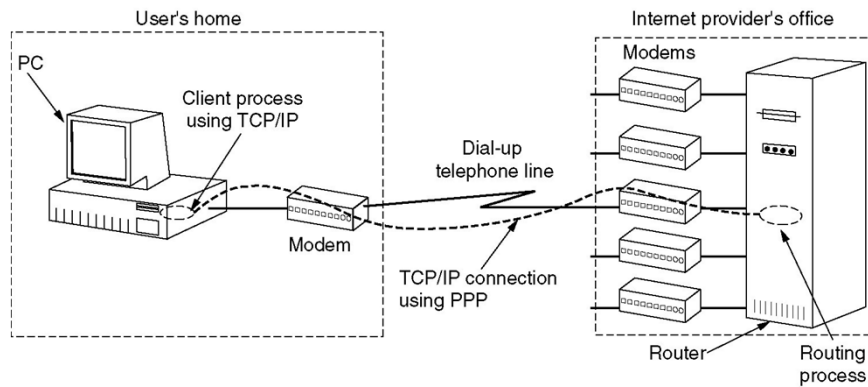 User's home
Internet provider's office
PC
Modems
Client process
using TCP/IP
Dial-up
telephone line
Modem
TCP/IP connection
using PPP
Router
Routing
process